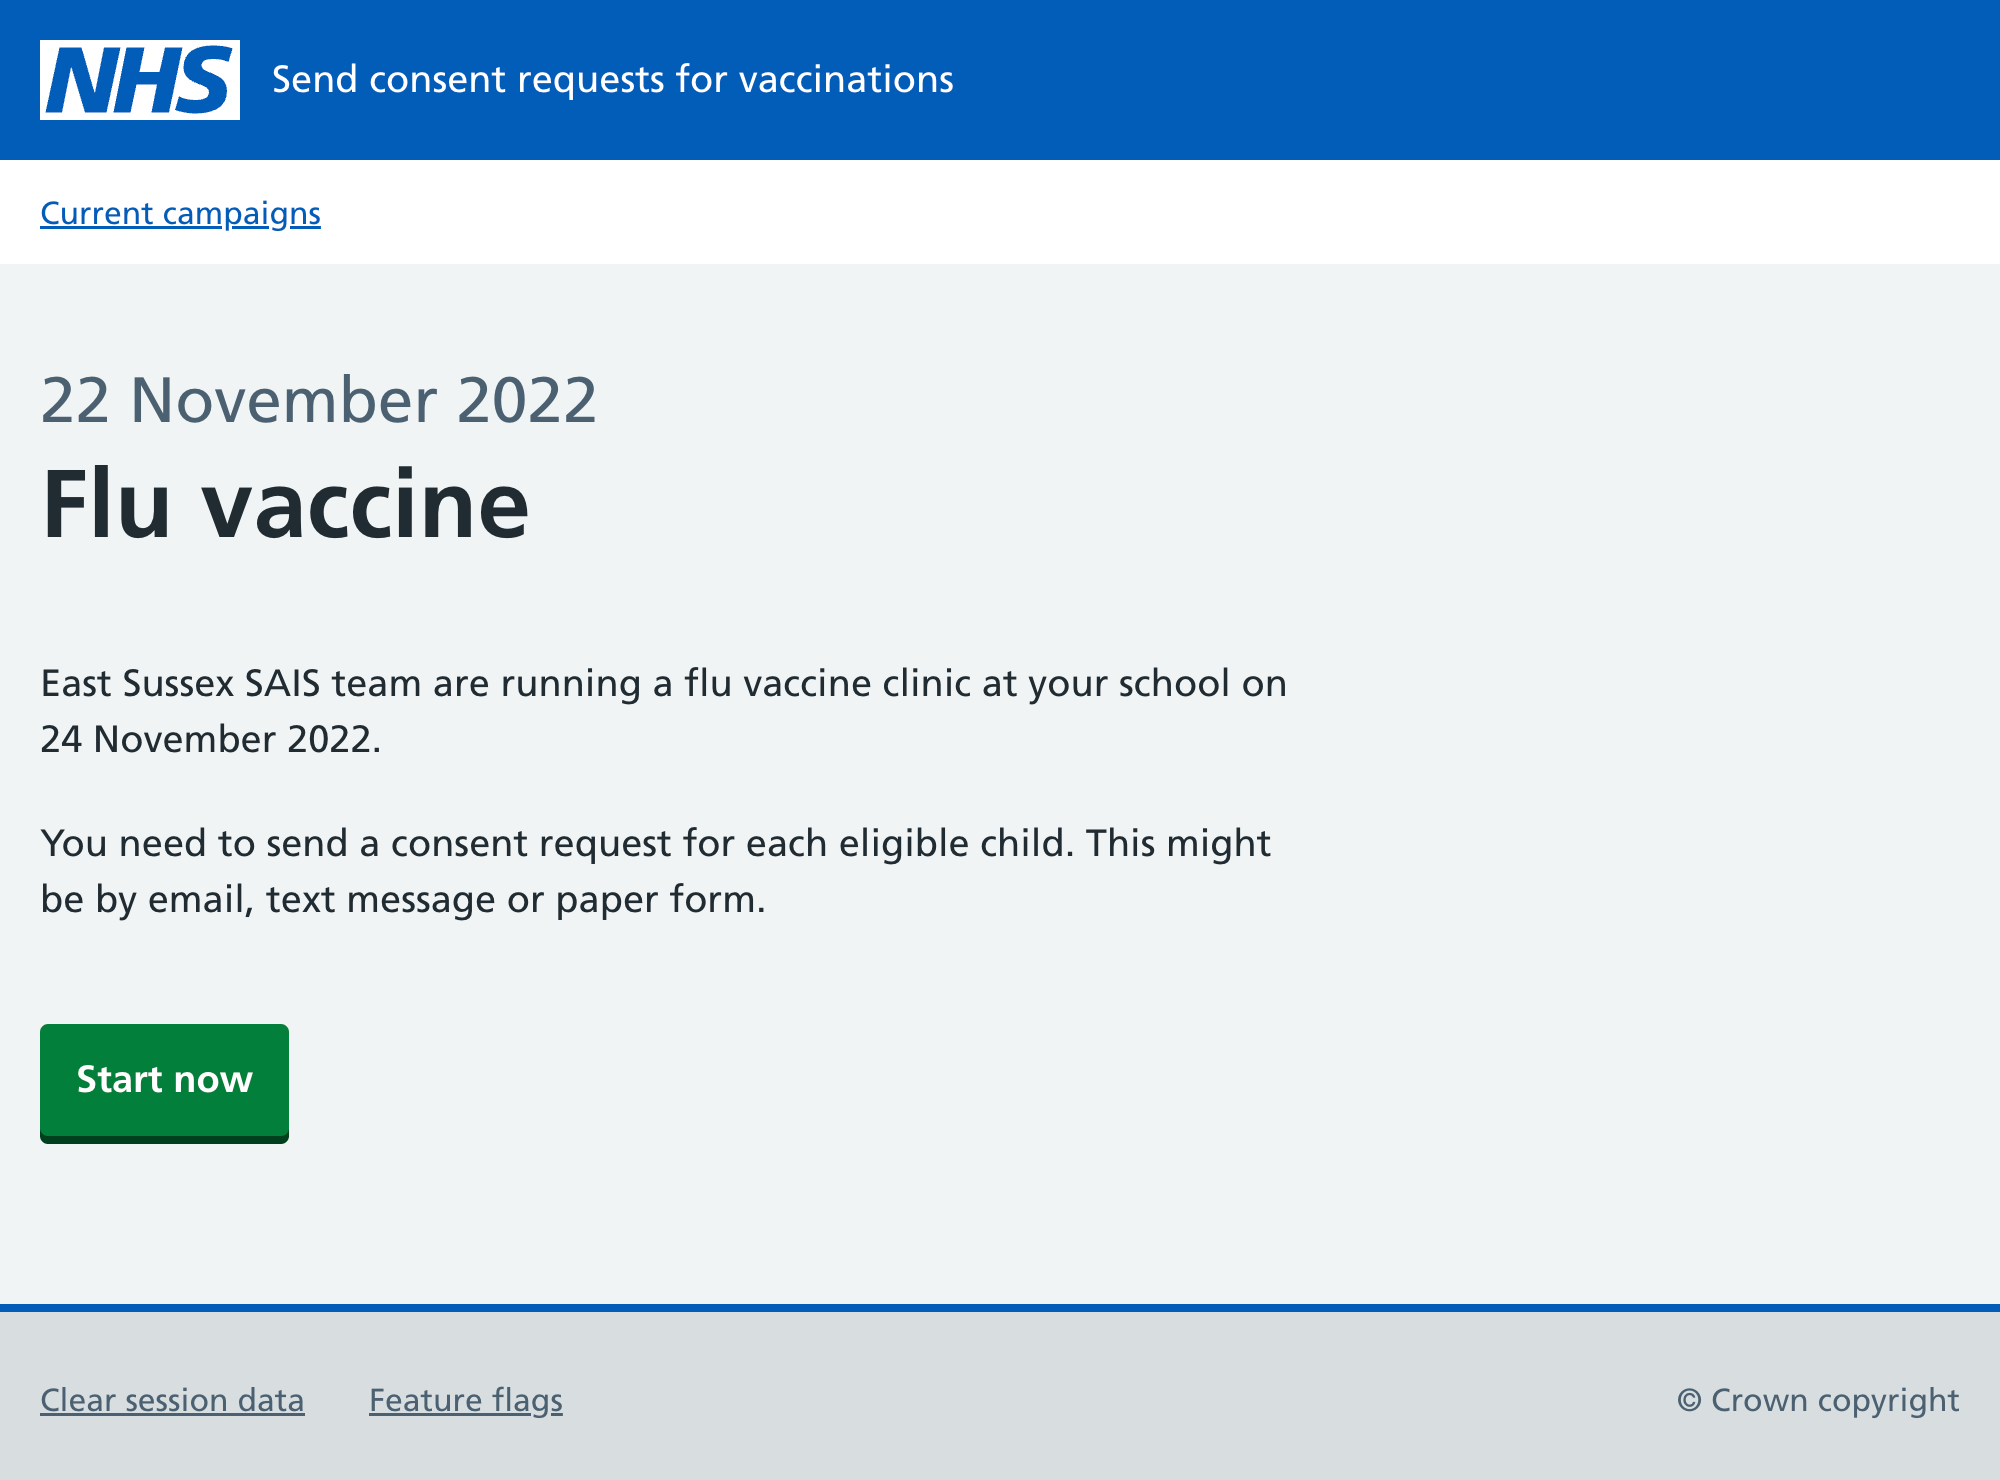 NHS Send consent requests for vaccinations
Current campaigns
22 November 2022
Flu vaccine
East Sussex SAIS team are running a flu vaccine clinic at your school on
24 November 2022.
You need to send a consent request for each eligible child. This might
be by email, text message or paper form.
Start now
Clear session data Feature flags © Crown copyright